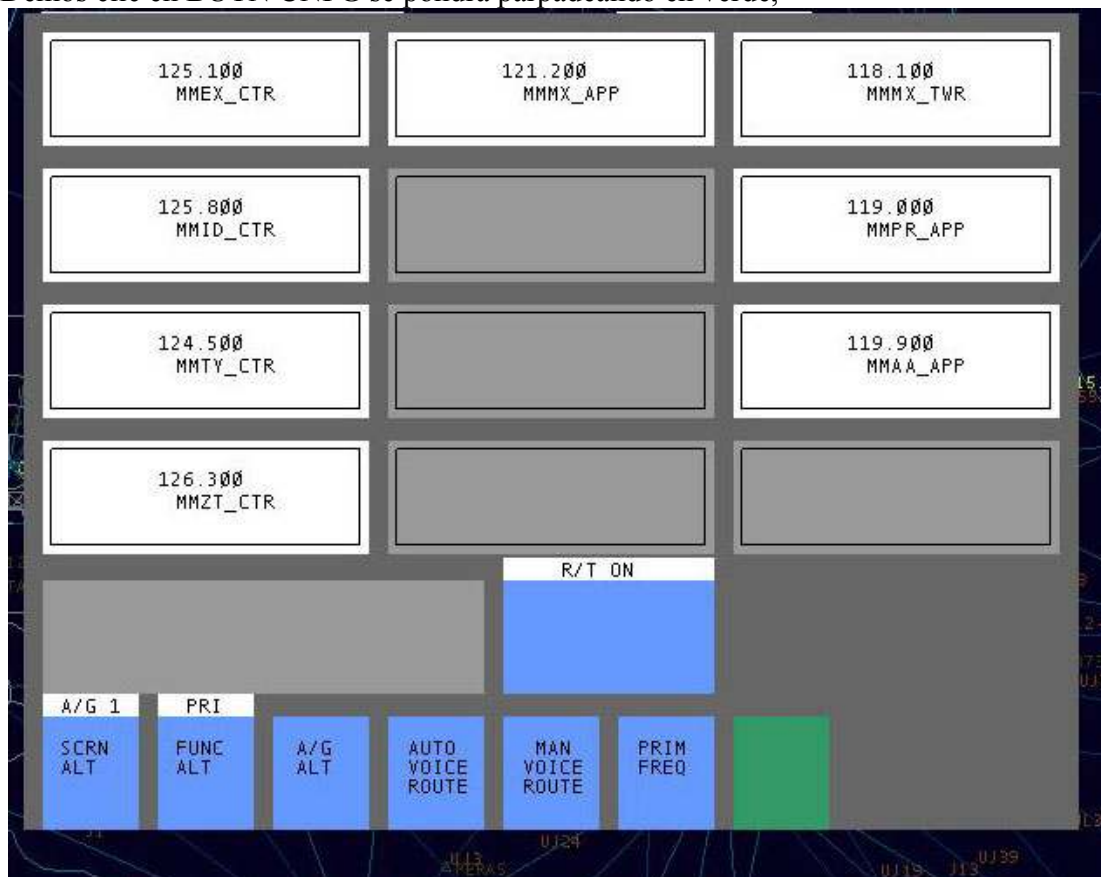 125.100 121.200 118.100
MMEX_CTR MMMX_APP MMMX_TWR
125.800 119.000
MMID_CTR MMPR_APP
124.500 119.900
MMTY_CTR MMAA_APP
126.300
MMZT_CTR
R/T ON
A/G 1 PRI
SCRN FUNC A/G AUTO MAN PRIM
ALT ALT ALT VOICE VOICE FREQ
ROUTE ROUTE
UJ24
UJ39
UJ19 J13